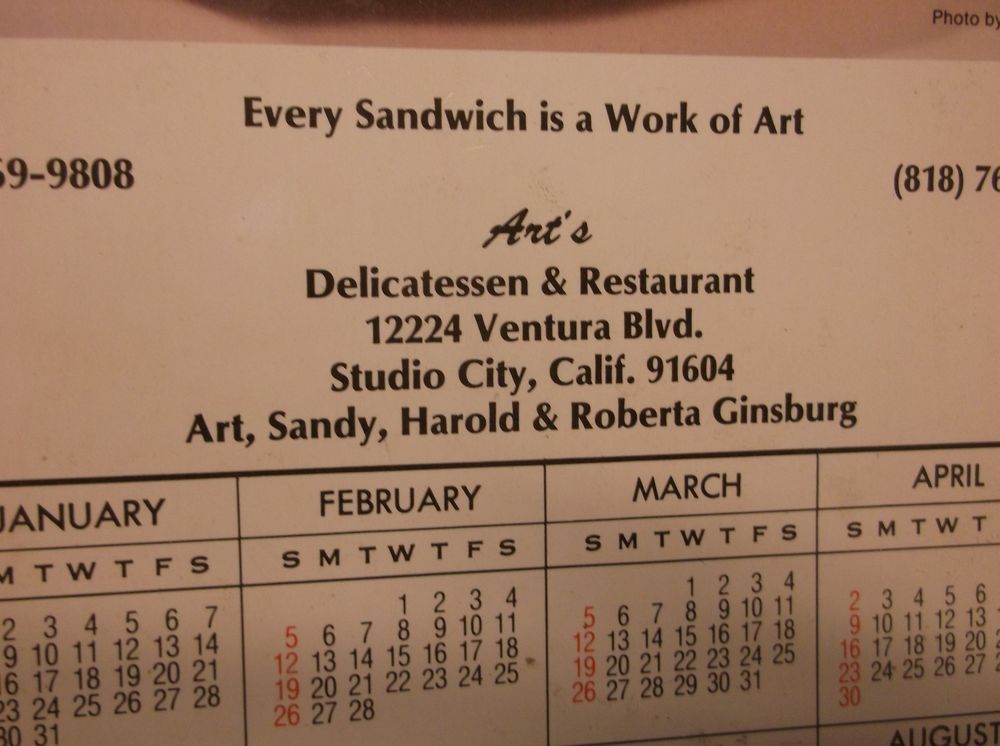 Photo by
Every Sandwich is a Work of Art
9-9808
(818) 7
Art's
Delicatessen & Restaurant
12224 Ventura Blvd.
Studio City, Calif. 91604
Art, Sandy, Harold & Roberta Ginsburg
JANUARY FEBRUARY MARCH APRIL
M T W T F S S M T W T F S S M T W T F S S M T W T
2 3 4 5 6 7 1 2 3 4 1 2 3 4 2 3 4 5 6
9 10 11 12 13 14 5 6 7 8 9 10 11 5 6 7 8 9 10 11 9 10 11 12 13
16 17 18 19 20 21 12 13 14 15 16 17 18 12 13 14 15 16 17 18 16 17 18 19 20
23 24 25 26 27 28 19 20 21 22 23 24 25 19 20 21 22 23 24 25 23 24 25 26 27
30 31 26 27 28 26 27 28 29 30 31 30
AUGUST